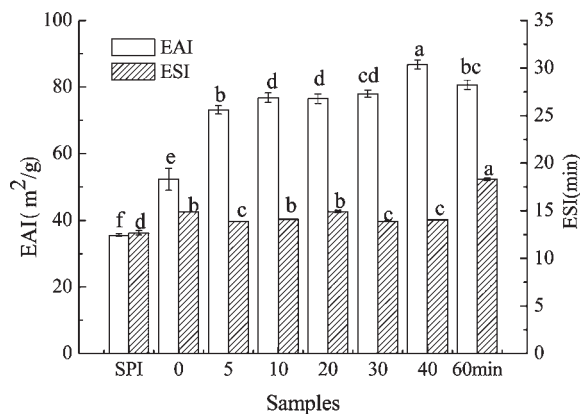 100
80
60
40
20
0
EAI( m²/g)
EAI
ESI
f d e b b c d b d b cd c a c bc a
35
30
25
20
15
10
5
0
ESI(min)
SPI 0 5 10 20 30 40 60min
Samples